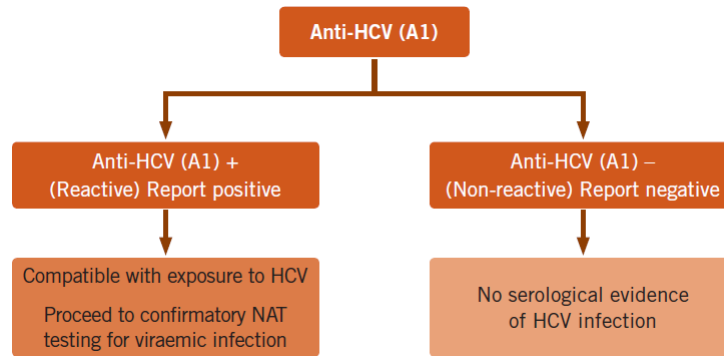 Anti-HCV (A1)
Anti-HCV (A1) +
(Reactive) Report positive
Anti-HCV (A1) –
(Non-reactive) Report negative
Compatible with exposure to HCV
Proceed to confirmatory NAT
testing for viraemic infection
No serological evidence
of HCV infection